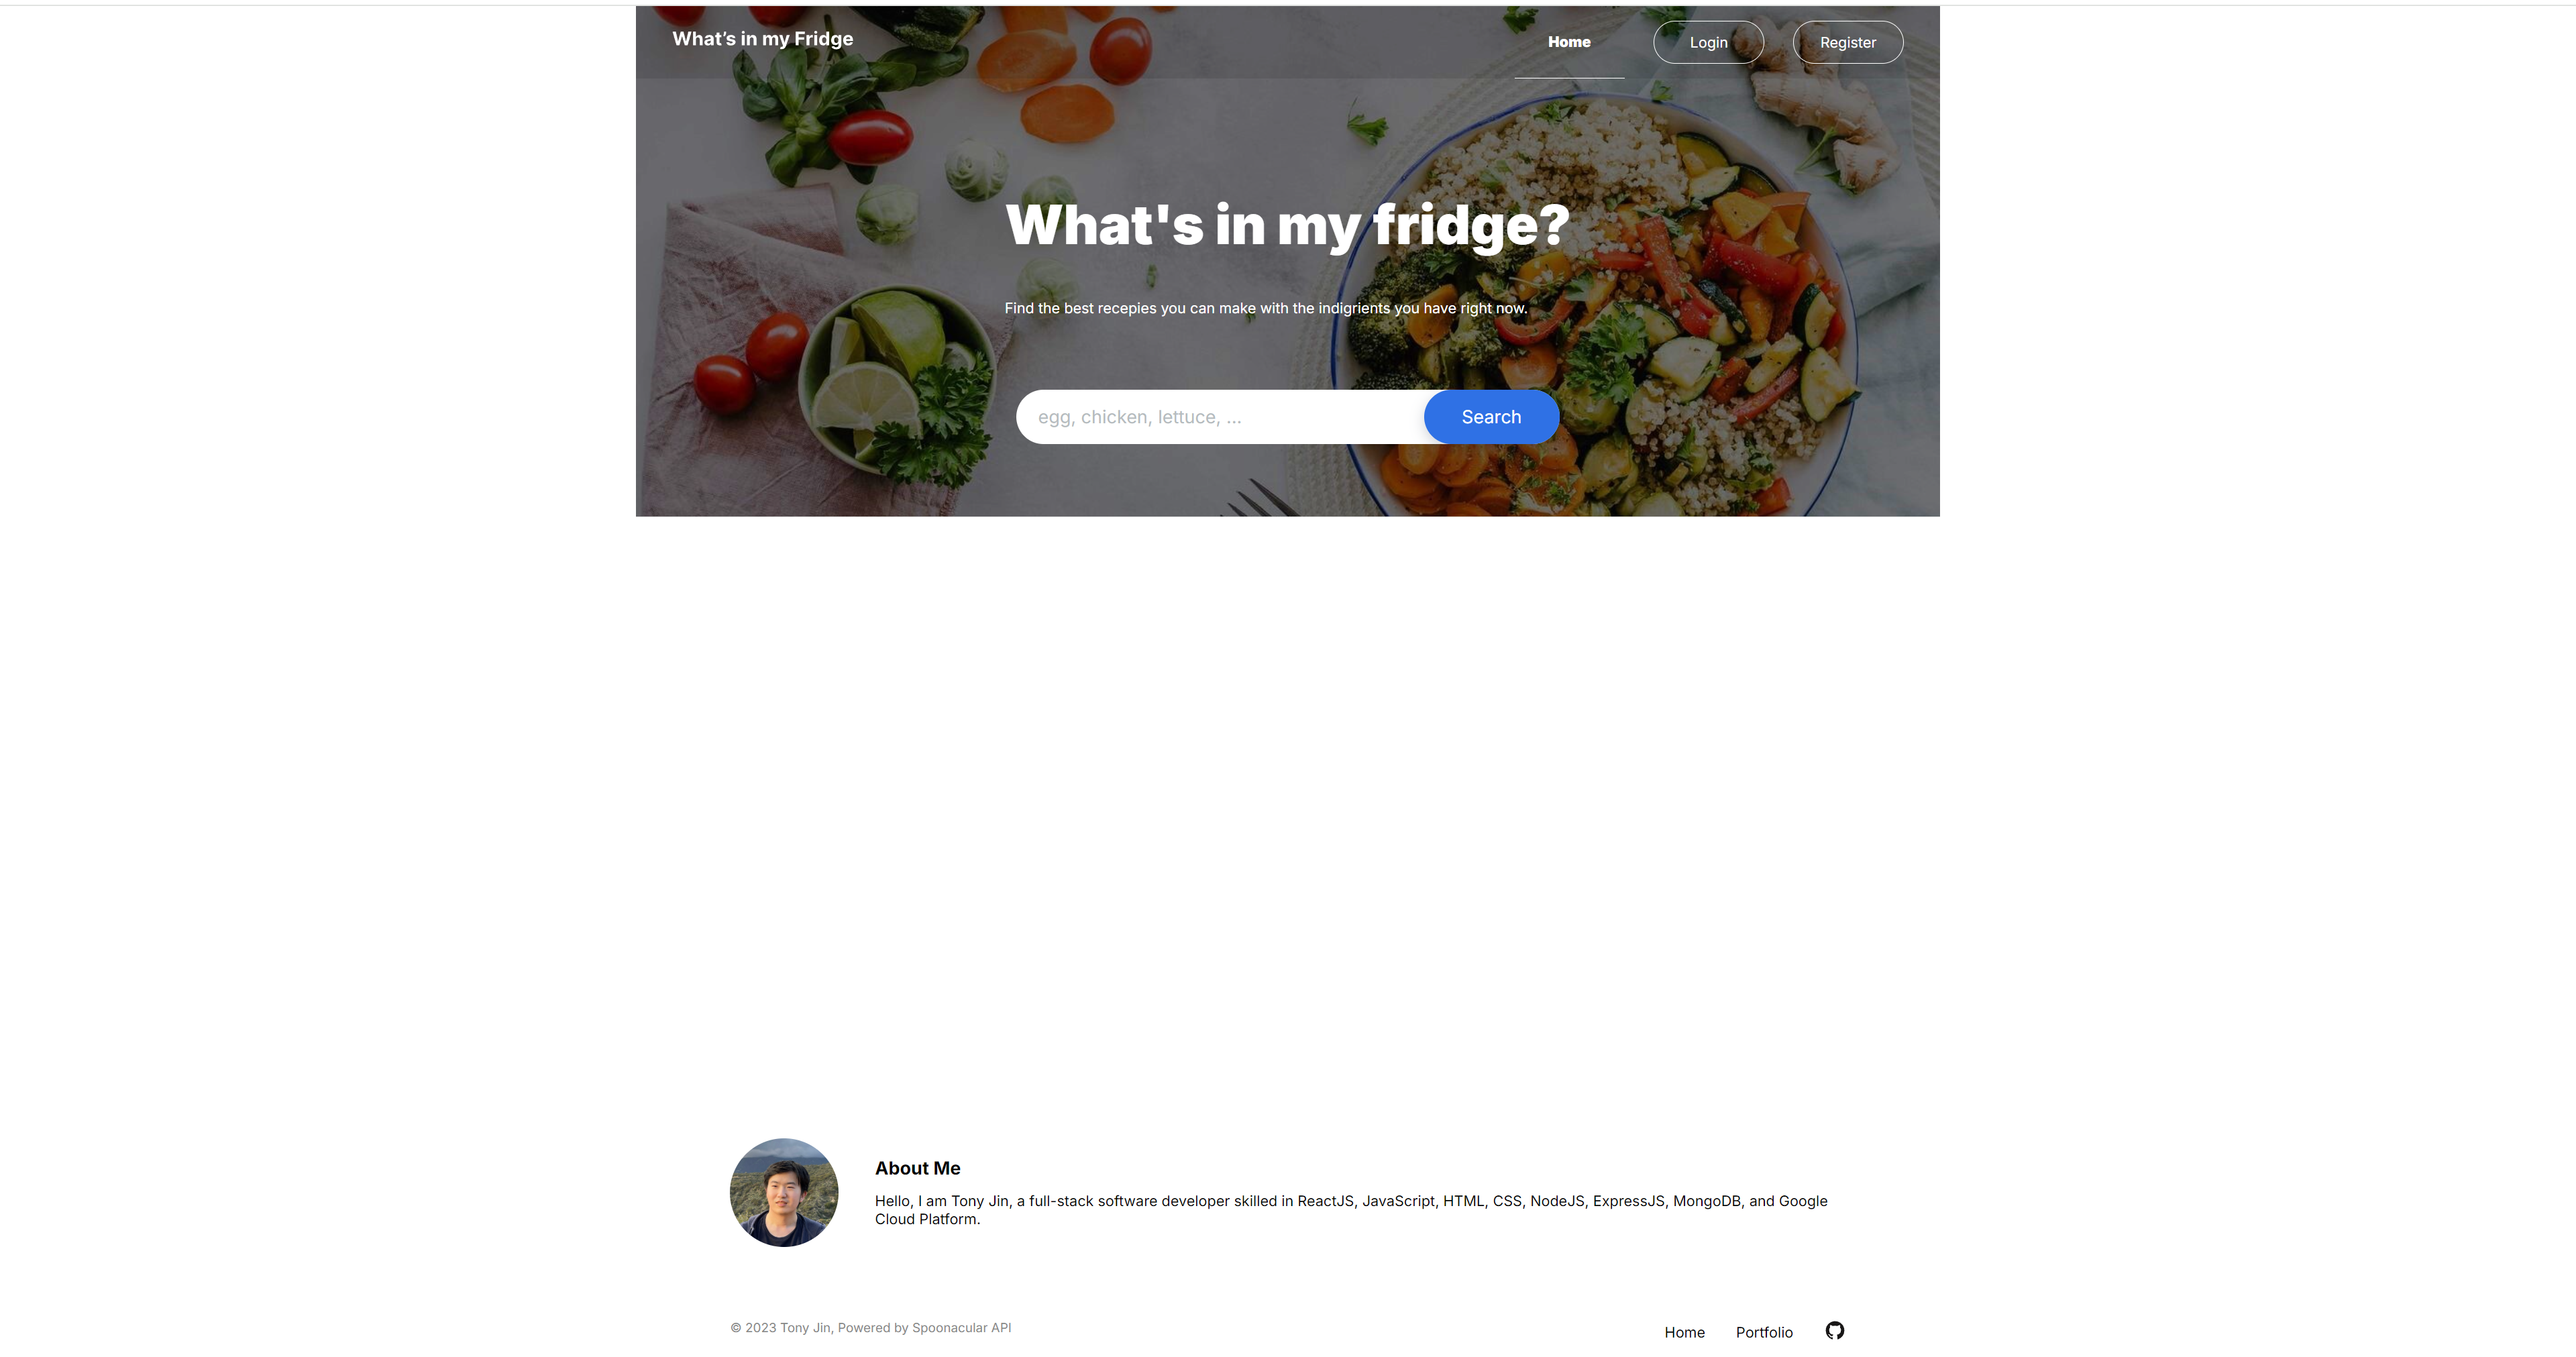 What’s in my Fridge
Home
Login
Register
What's in my fridge?
Find the best recepies you can make with the indigrients you have right now.
egg, chicken, lettuce, ...
Search
About Me
Hello, I am Tony Jin, a full-stack software developer skilled in ReactJS, JavaScript, HTML, CSS, NodeJS, ExpressJS, MongoDB, and Google
Cloud Platform.
© 2023 Tony Jin, Powered by Spoonacular API
Home
Portfolio